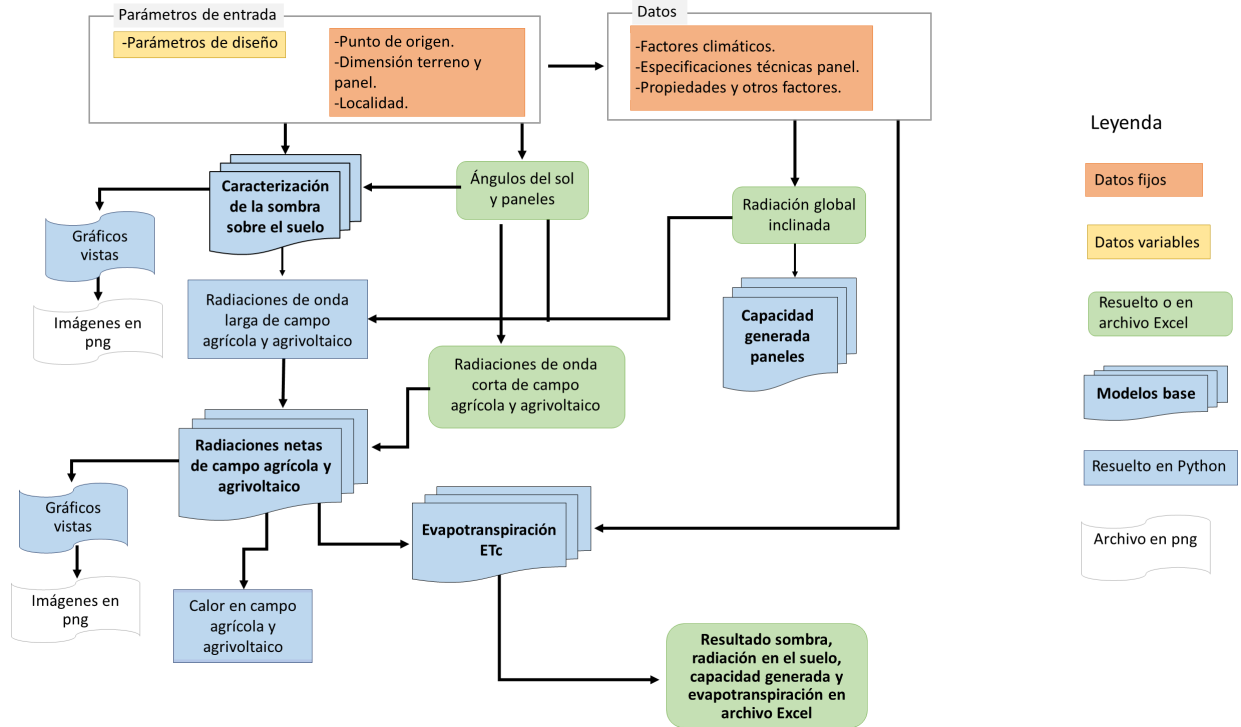 Parámetros de entrada
-Parámetros de diseño
-Punto de origen.
-Dimensión terreno y
panel.
-Localidad.
Datos
-Factores climáticos.
-Especificaciones técnicas panel.
-Propiedades y otros factores.
Leyenda
Datos fijos
Datos variables
Resuelto o en
archivo Excel
Modelos base
Resuelto en Python
Archivo en png
Caracterización
de la sombra
sobre el suelo
Ángulos del sol
y paneles
Radiación global
inclinada
Gráficos
vistas
Imágenes en
png
Radiaciones de onda
larga de campo
agrícola y agrivoltaico
Capacidad
generada
paneles
Radiaciones de onda
corta de campo
agrícola y agrivoltaico
Radiaciones netas
de campo agrícola y
agrivoltaico
Gráficos
vistas
Imágenes en
png
Evapotranspiración
ETc
Calor en campo
agrícola y
agrivoltaico
Resultado sombra,
radiación en el suelo,
capacidad generada y
evapotranspiración en
archivo Excel